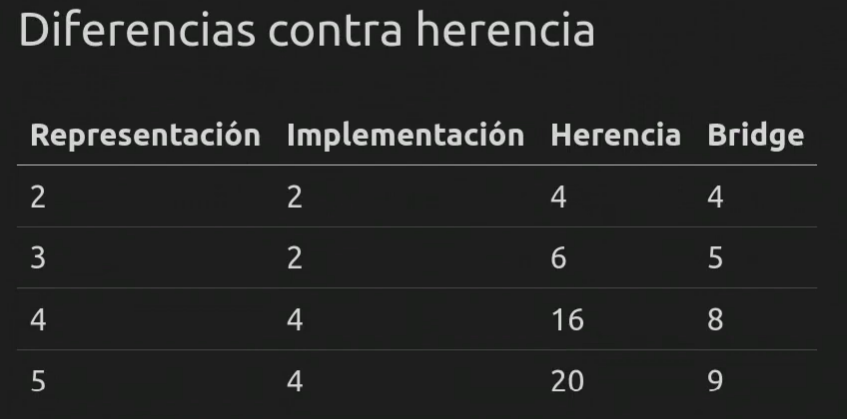 Diferencias contra herencia
Representación Implementación Herencia Bridge
2 2 4 4
3 2 6 5
4 4 16 8
5 4 20 9